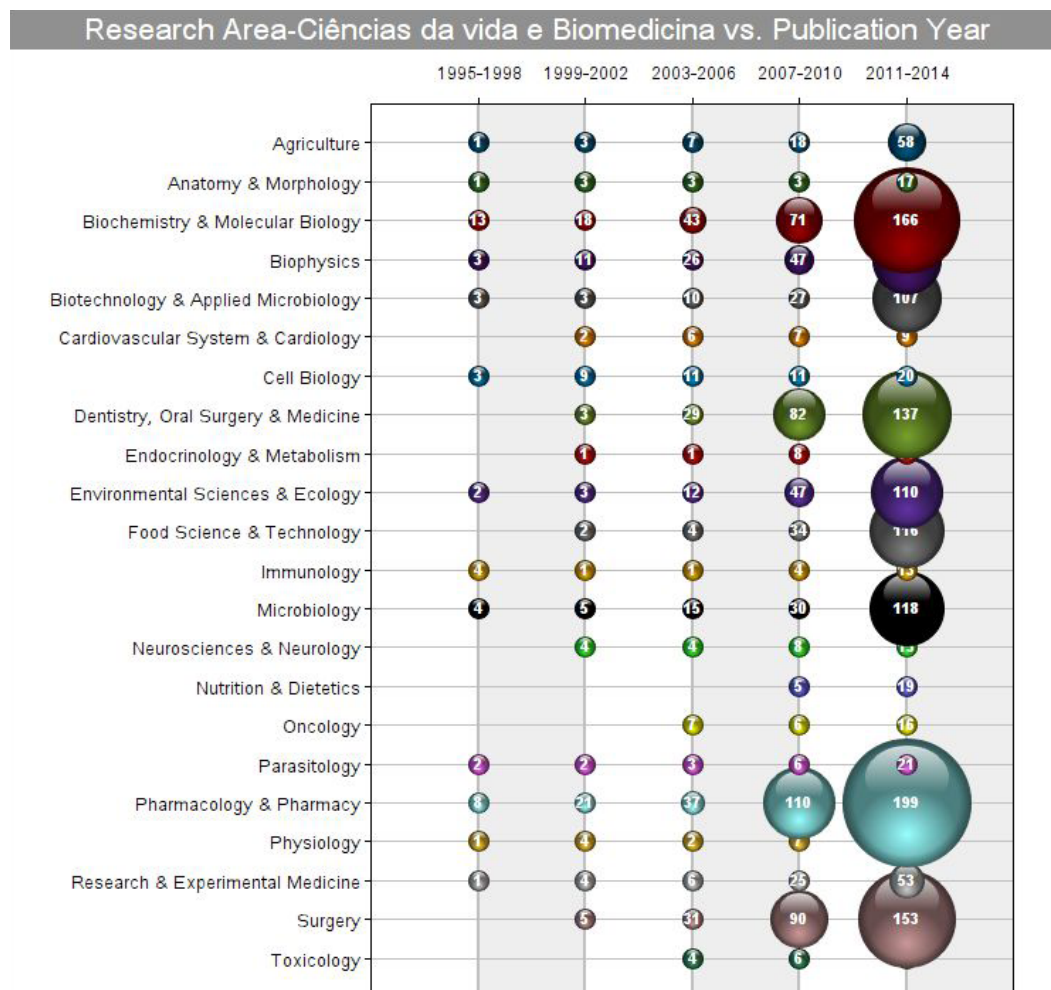 Research Area-Ciências da vida e Biomedicina vs. Publication Year
1995-1998 1999-2002 2003-2006 2007-2010 2011-2014
Agriculture 1 3 7 18 58
Anatomy & Morphology 1 3 3 3 17
Biochemistry & Molecular Biology 13 18 43 71 166
Biophysics 3 11 26 47
Biotechnology & Applied Microbiology 3 3 10 27 107
Cardiovascular System & Cardiology 2 6 7 9
Cell Biology 3 9 11 11 20
Dentistry, Oral Surgery & Medicine 3 29 82 137
Endocrinology & Metabolism 1 1 8
Environmental Sciences & Ecology 2 3 12 47 110
Food Science & Technology 2 4 34 116
Immunology 4 1 1 4
Microbiology 4 5 15 30 118
Neurosciences & Neurology 4 4 8
Nutrition & Dietetics 5 19
Oncology 7 6 16
Parasitology 2 2 3 6 21
Pharmacology & Pharmacy 8 21 37 110 199
Physiology 1 4 2 7
Research & Experimental Medicine 1 4 6 25 53
Surgery 5 31 90 153
Toxicology 4 6